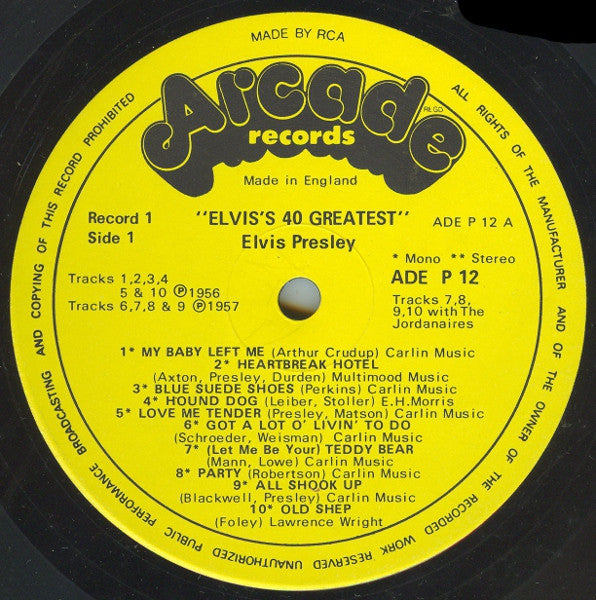 MADE BY RCA
ALL RIGHTS OF THE MANUFACTURER AND OF THE OWNER OF THE RECORDED WORK RESERVED UNAUTHORIZED PUBLIC PERFORMANCE BROADCASTING AND COPYING OF THIS RECORD PROHIBITED
Arcade
REGD
records
Made in England
Record 1 "ELVIS'S 40 GREATEST" ADE P 12 A
Side 1 Elvis Presley
* Mono ** Stereo
Tracks 1,2,3,4 ADE P 12
5 & 10 ℗1956 Tracks 7,8,
Tracks 6,7,8 & 9 ℗1957 9,10 with The
Jordanaires
1* MY BABY LEFT ME (Arthur Crudup) Carlin Music
2* HEARTBREAK HOTEL
(Axton, Presley, Durden) Multimood Music
3* BLUE SUEDE SHOES (Perkins) Carlin Music
4* HOUND DOG (Leiber, Stoller) E.H.Morris
5* LOVE ME TENDER (Presley, Matson) Carlin Music
6* GOT A LOT O' LIVIN' TO DO
(Schroeder, Weisman) Carlin Music
7* (Let Me Be Your) TEDDY BEAR
(Mann, Lowe) Carlin Music
8* PARTY (Robertson) Carlin Music
9* ALL SHOOK UP
(Blackwell, Presley) Carlin Music
10* OLD SHEP
(Foley) Lawrence Wright